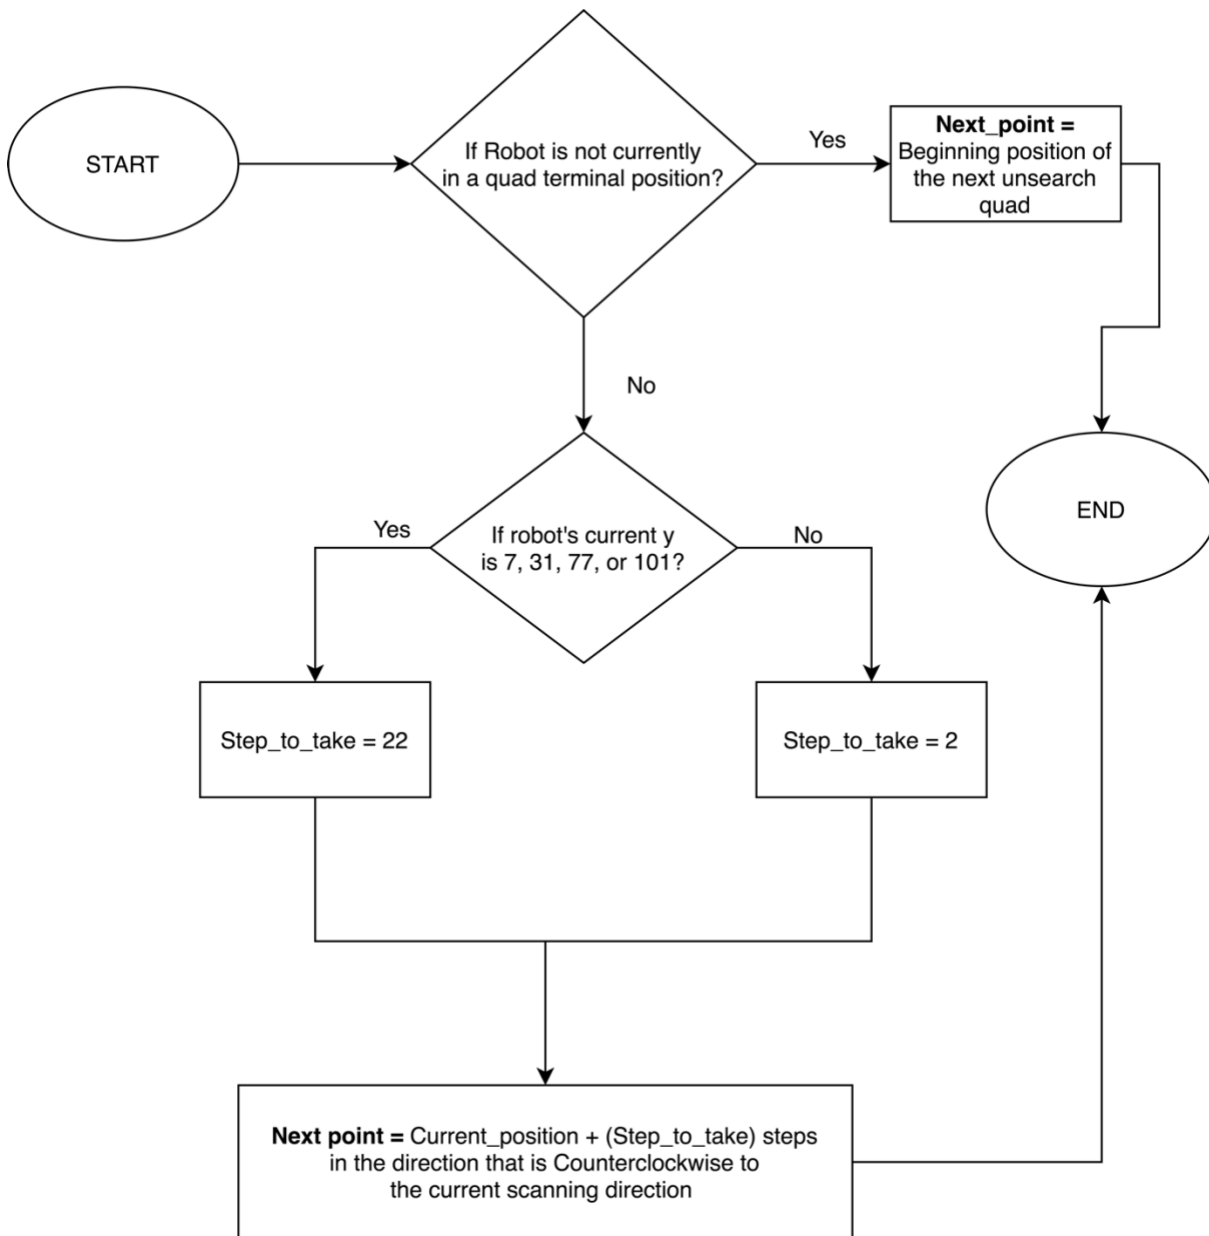 START
If Robot is not currently
in a quad terminal position?
Yes
Next_point =
Beginning position of
the next unsearch
quad
No
END
Yes
If robot's current y
is 7, 31, 77, or 101?
No
Step_to_take = 22
Step_to_take = 2
Next point = Current_position + (Step_to_take) steps
in the direction that is Counterclockwise to
the current scanning direction